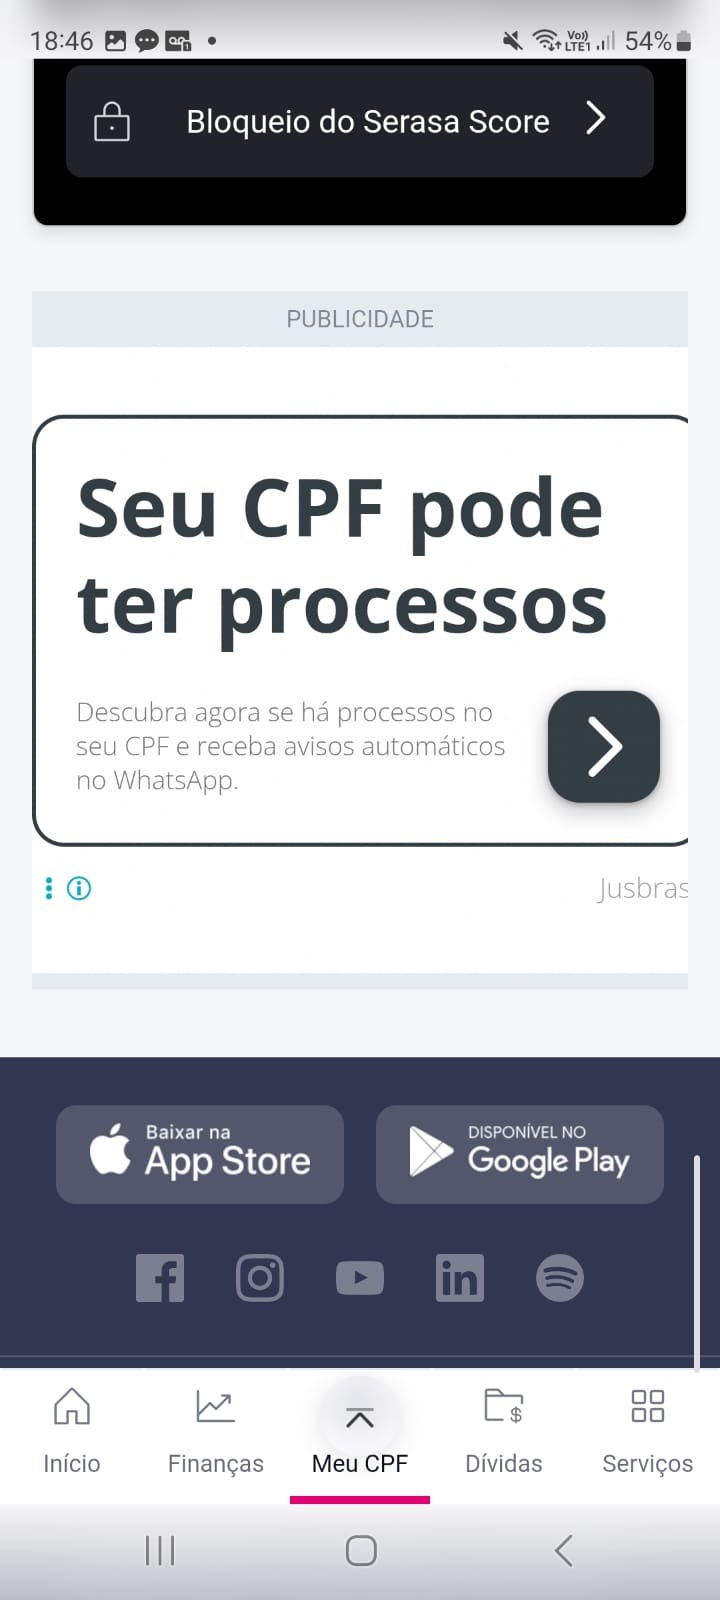 18:46
Vo))
LTE1
54%
Bloqueio do Serasa Score
PUBLICIDADE
Seu CPF pode
ter processos
Descubra agora se há processos no
seu CPF e receba avisos automáticos
no WhatsApp.
Jusbras
Baixar na
App Store
DISPONÍVEL NO
Google Play
Início
Finanças
Meu CPF
Dívidas
Serviços